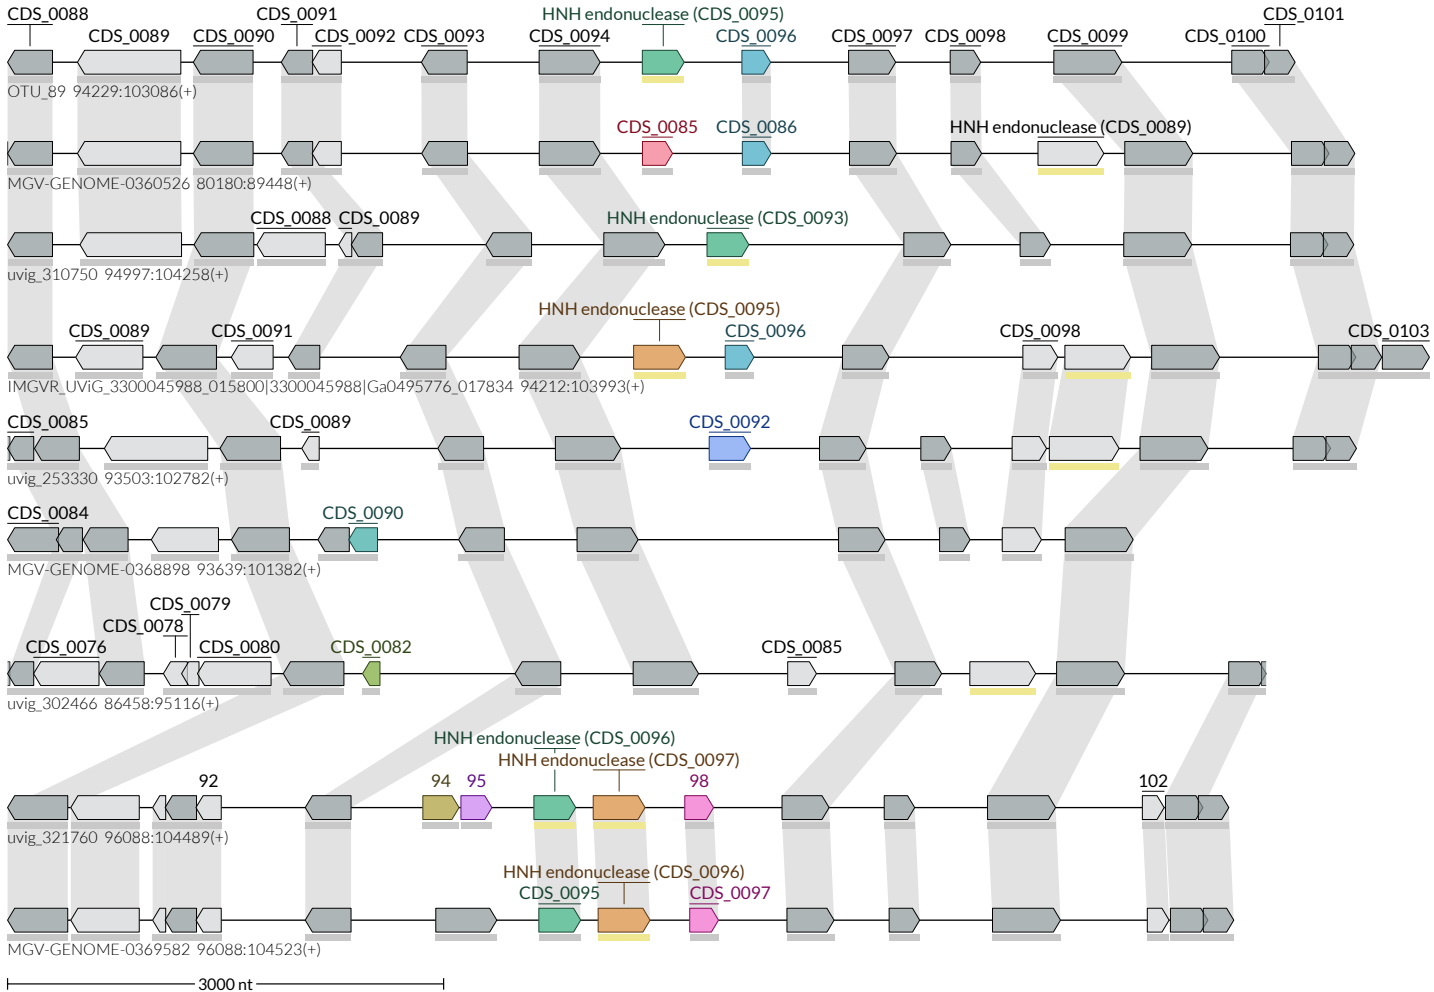 CDS_0088 CDS_0091 HNH endonuclease (CDS_0095) CDS_0101
CDS_0089 CDS_0090 CDS_0092 CDS_0093 CDS_0094 CDS_0096 CDS_0097 CDS_0098 CDS_0099 CDS_0100
OTU_89 94229:103086(+)
CDS_0085 CDS_0086 HNH endonuclease (CDS_0089)
MGV-GENOME-0360526 80180:89448(+)
CDS_0088 CDS_0089 HNH endonuclease (CDS_0093)
uvig_310750 94997:104258(+)
HNH endonuclease (CDS_0095)
CDS_0089 CDS_0091 CDS_0096 CDS_0098 CDS_0103
IMGVR_UViG_3300045988_015800|3300045988|Ga0495776_017834 94212:103993(+)
CDS_0085 CDS_0089 CDS_0092
uvig_253330 93503:102782(+)
CDS_0084 CDS_0090
MGV-GENOME-0368898 93639:101382(+)
CDS_0079
CDS_0078
CDS_0076 CDS_0080 CDS_0082 CDS_0085
uvig_302466 86458:95116(+)
HNH endonuclease (CDS_0096)
HNH endonuclease (CDS_0097)
92 94 95 98 102
uvig_321760 96088:104489(+)
HNH endonuclease (CDS_0096)
CDS_0095 CDS_0097
MGV-GENOME-0369582 96088:104523(+)
3000 nt